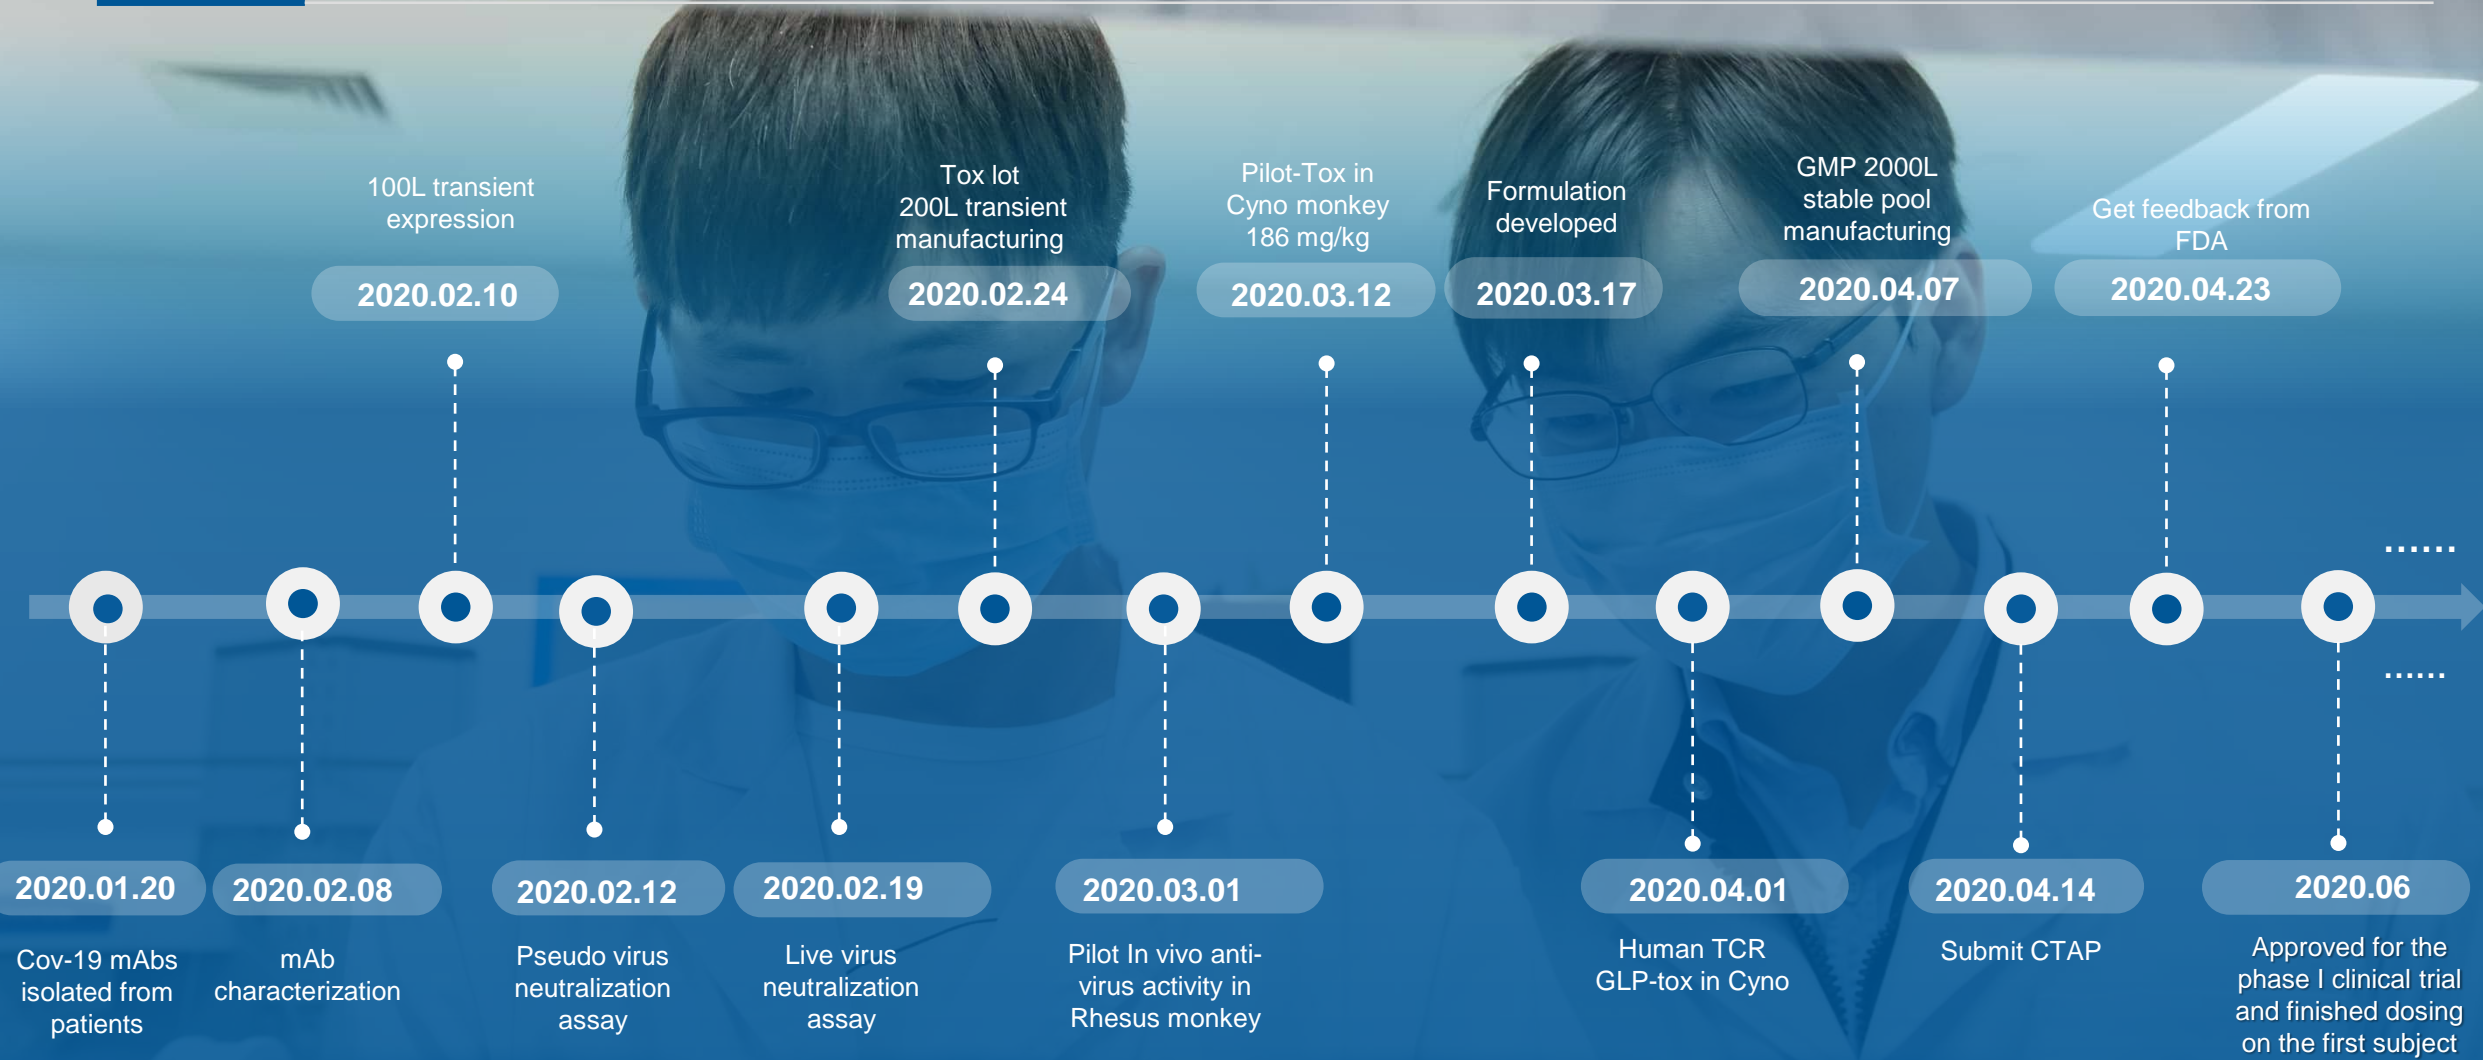 100L transient
expression
2020.02.10
Tox lot
200L transient
manufacturing
2020.02.24
Pilot-Tox in
Cyno monkey
186 mg/kg
2020.03.12
Formulation
developed
2020.03.17
GMP 2000L
stable pool
manufacturing
2020.04.07
Get feedback from
FDA
2020.04.23
......
......
2020.01.20
Cov-19 mAbs
isolated from
patients
2020.02.08
mAb
characterization
2020.02.12
Pseudo virus
neutralization
assay
2020.02.19
Live virus
neutralization
assay
2020.03.01
Pilot In vivo anti-
virus activity in
Rhesus monkey
2020.04.01
Human TCR
GLP-tox in Cyno
2020.04.14
Submit CTAP
2020.06
Approved for the
phase I clinical trial
and finished dosing
on the first subject